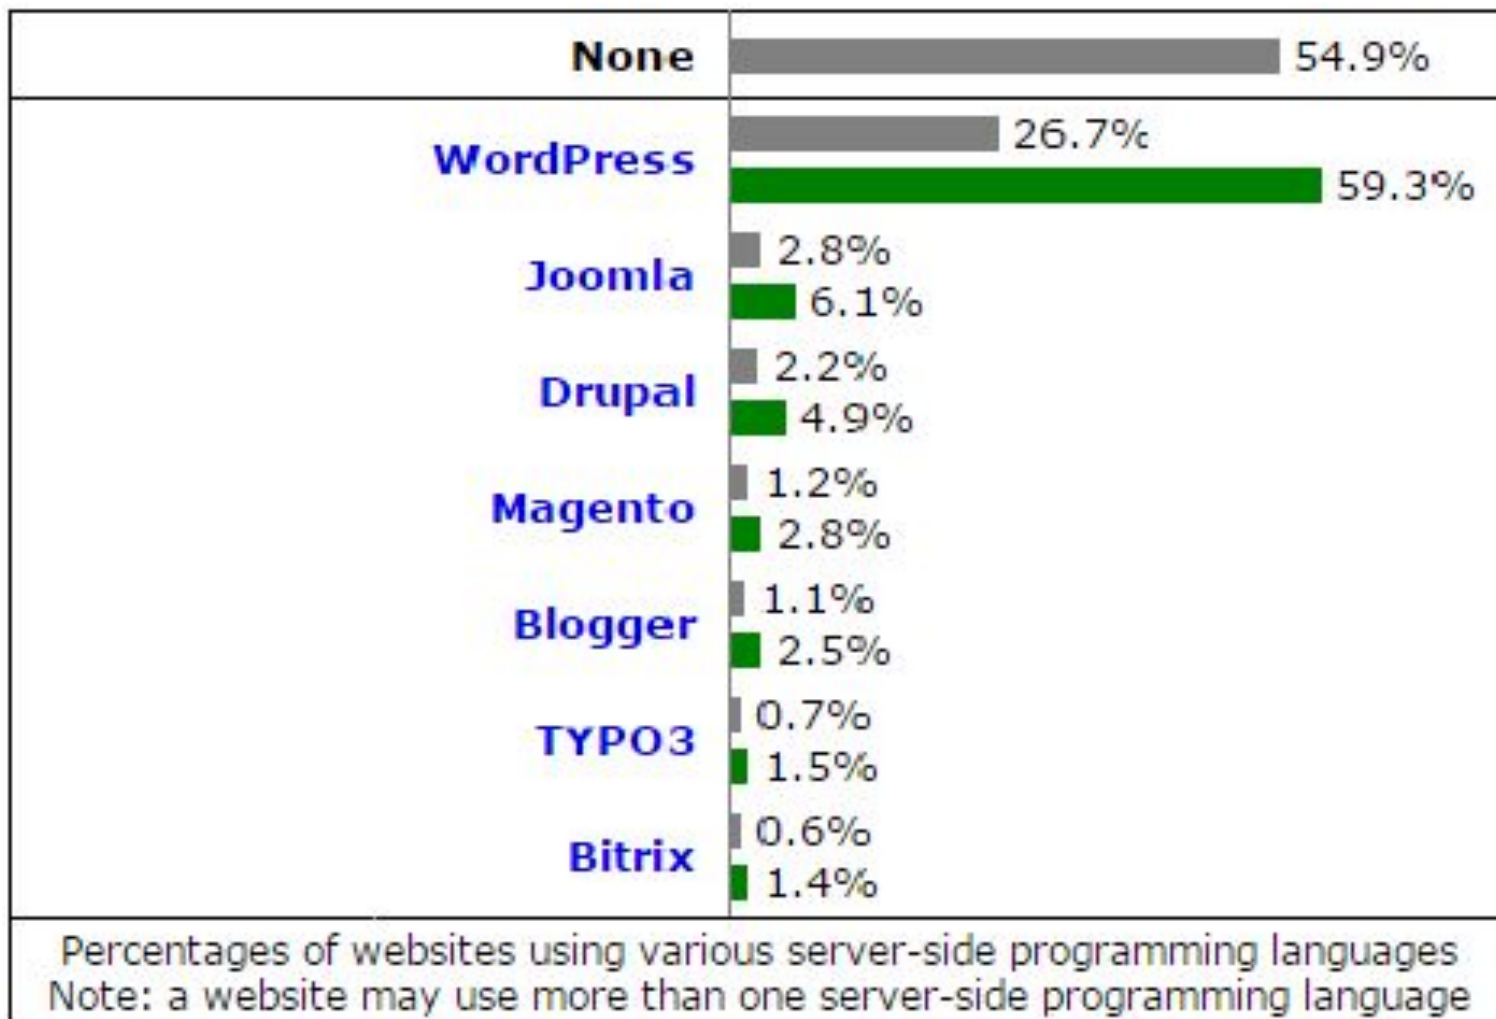 None 54.9%
WordPress 26.7%
59.3%
Joomla 2.8%
6.1%
Drupal 2.2%
4.9%
Magento 1.2%
2.8%
Blogger 1.1%
2.5%
TYPO3 0.7%
1.5%
Bitrix 0.6%
1.4%
Percentages of websites using various server-side programming languages
Note: a website may use more than one server-side programming language